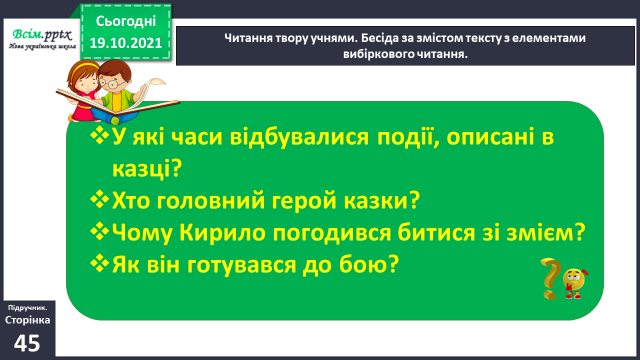 Всім.pptx
Нова українська школа
Сьогодні
19.10.2021
Читання твору учнями. Бесіда за змістом тексту з елементами
вибіркового читання.
❖У які часи відбувалися події, описані в
казці?
❖Хто головний герой казки?
❖Чому Кирило погодився битися зі змієм?
❖Як він готувався до бою?
Підручник.
Сторінка
45